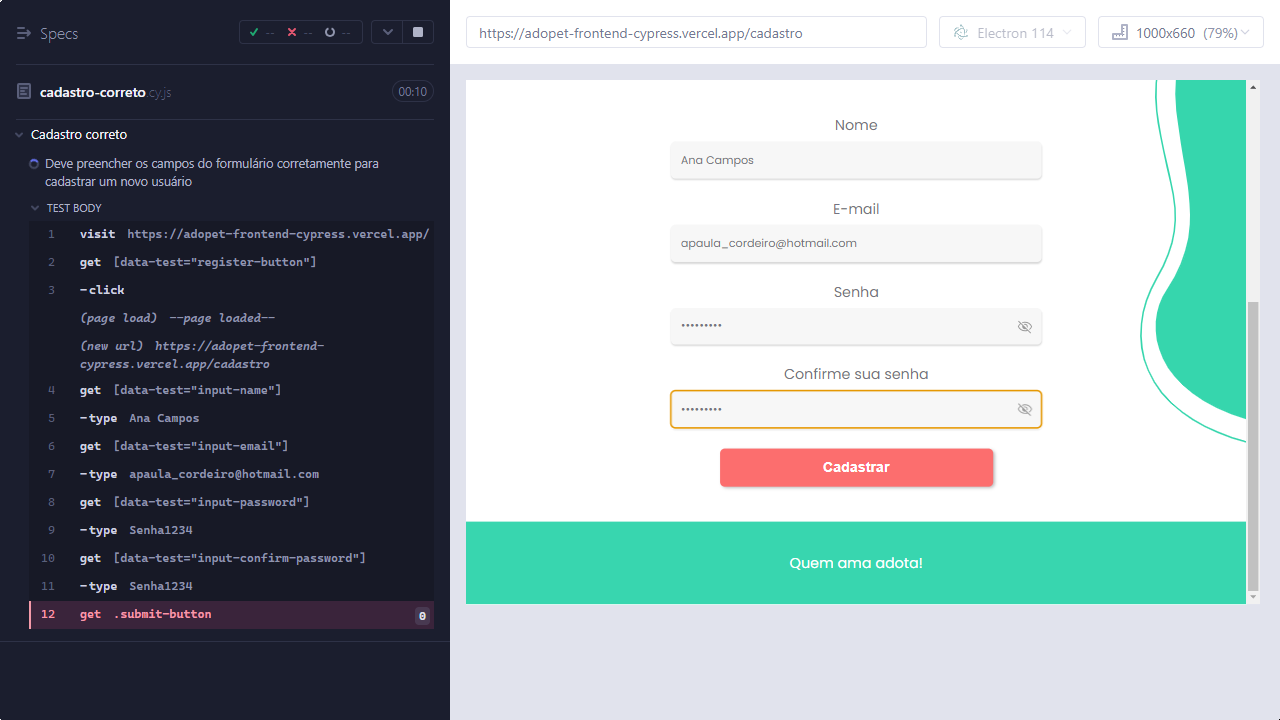 Specs
-- -- --
cadastro-correto.cy.js
00:10
Cadastro correto
Deve preencher os campos do formulário corretamente para
cadastrar um novo usuário
TEST BODY
1 visit https://adopet-frontend-cypress.vercel.app/
2 get [data-test="register-button"]
3 -click
(page load) --page loaded--
(new url) https://adopet-frontend-
cypress.vercel.app/cadastro
4 get [data-test="input-name"]
5 -type Ana Campos
6 get [data-test="input-email"]
7 -type apaula_cordeiro@hotmail.com
8 get [data-test="input-password"]
9 -type Senha1234
10 get [data-test="input-confirm-password"]
11 -type Senha1234
12 get .submit-button 0
https://adopet-frontend-cypress.vercel.app/cadastro
Electron 114
1000x660 (79%)
Nome
Ana Campos
E-mail
apaula_cordeiro@hotmail.com
Senha
•••••••••
Confirme sua senha
•••••••••
Cadastrar
Quem ama adota!